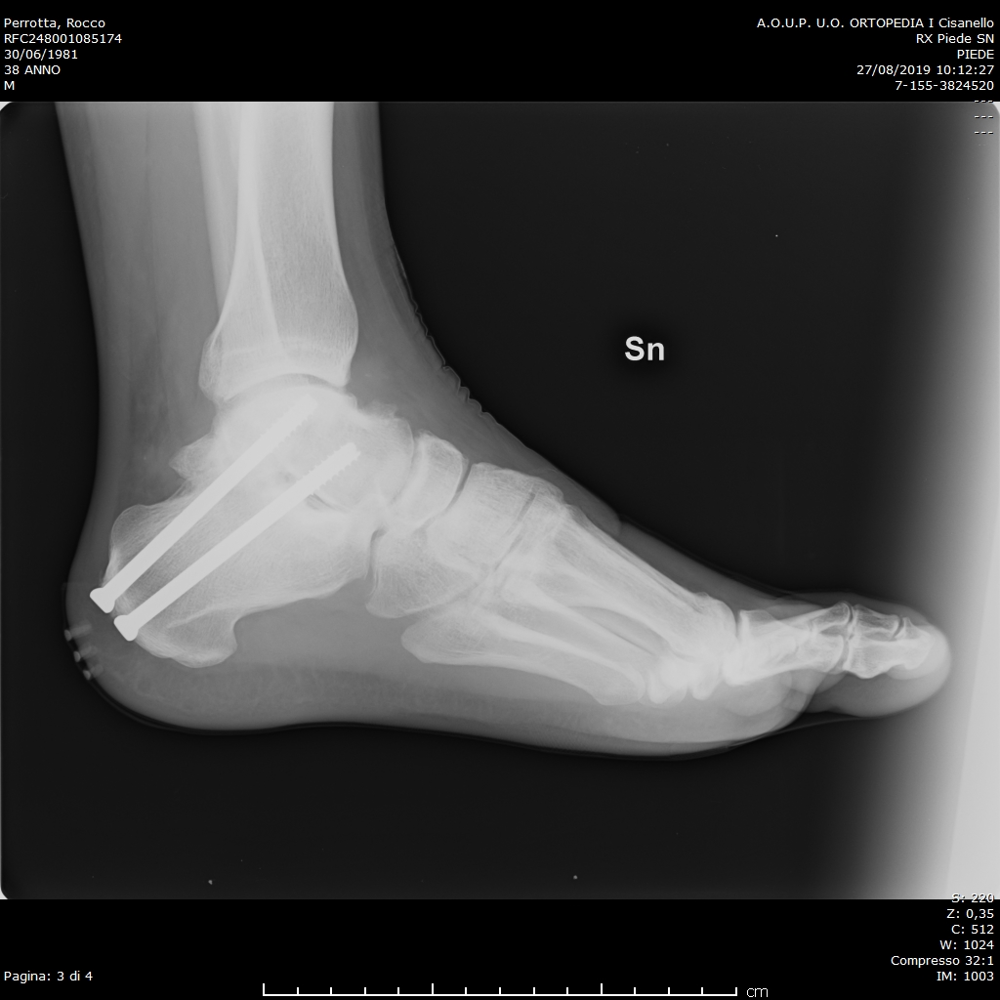 Perrotta, Rocco
RFC248001085174
30/06/1981
38 ANNO
M
A.O.U.P. U.O. ORTOPEDIA I Cisanello
RX Piede SN
PIEDE
27/08/2019 10:12:27
7-155-3824520
---
---
---
Sn
S: 220
Z: 0,35
C: 512
W: 1024
Compresso 32:1
IM: 1003
Pagina: 3 di 4
cm